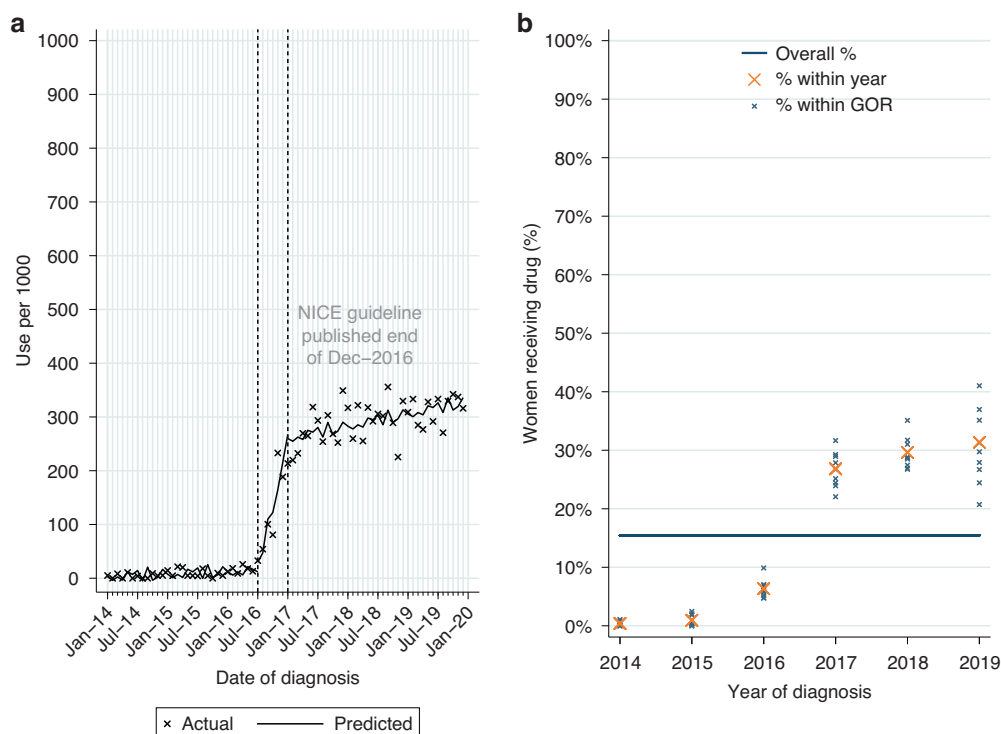 a
1000
900
800
700
600
500
400
300
200
100
0
Use per 1000
NICE guideline
published end
of Dec−2016
Jan−14
Jul−14
Jan−15
Jul−15
Jan−16
Jul−16
Jan−17
Jul−17
Jan−18
Jul−18
Jan−19
Jul−19
Jan−20
Date of diagnosis
× Actual
Predicted
b
100%
90%
80%
70%
60%
50%
40%
30%
20%
10%
0%
Women receiving drug (%)
Overall %
% within year
% within GOR
2014 2015 2016 2017 2018 2019
Year of diagnosis